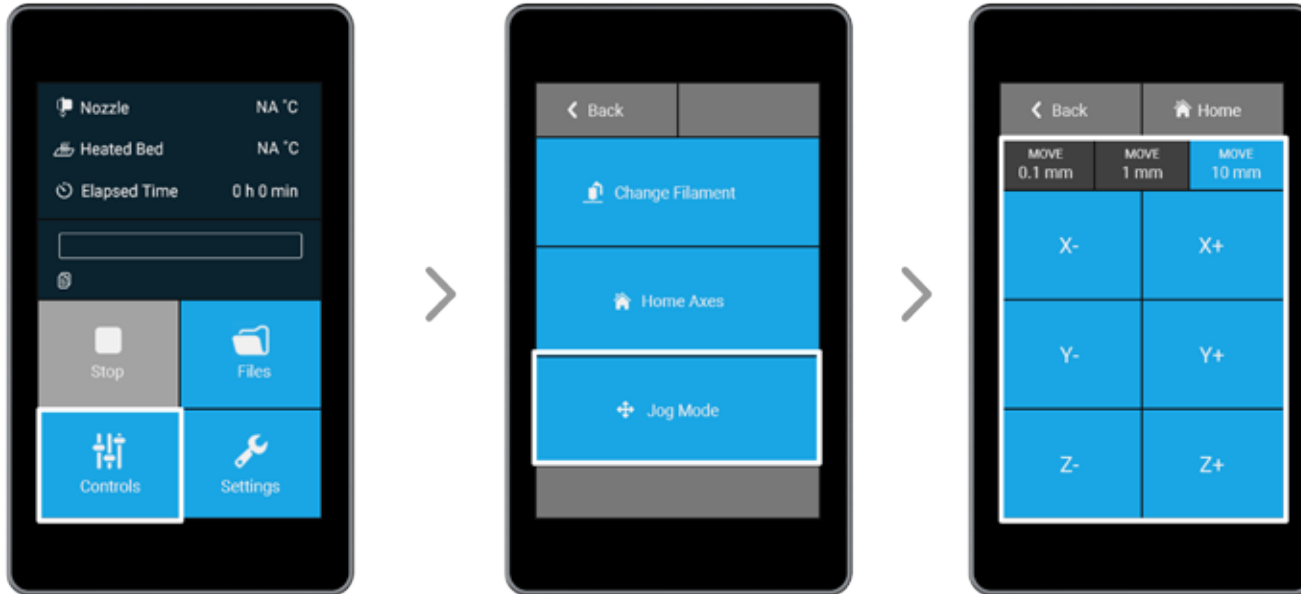 Nozzle NA °C
Heated Bed NA °C
Elapsed Time 0 h 0 min
Stop
Files
Controls
Settings
Back
Change Filament
Home Axes
Jog Mode
Back
Home
MOVE
0.1 mm
MOVE
1 mm
MOVE
10 mm
X-
X+
Y-
Y+
Z-
Z+